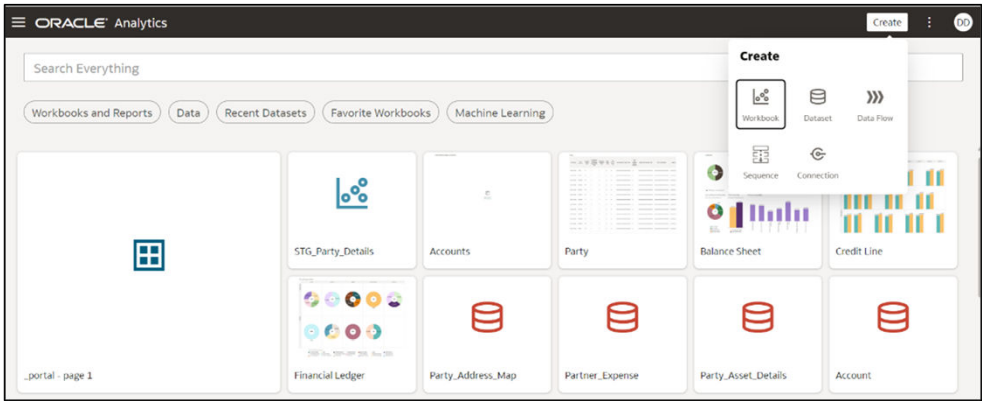 ORACLE Analytics
Create
DD
Search Everything
Create
Workbook
Dataset
Data Flow
Sequence
Connection
Workbooks and Reports
Data
Recent Datasets
Favorite Workbooks
Machine Learning
_portal - page 1
STG_Party_Details
Accounts
Party
Balance Sheet
Credit Line
Financial Ledger
Party_Address_Map
Partner_Expense
Party_Asset_Details
Account